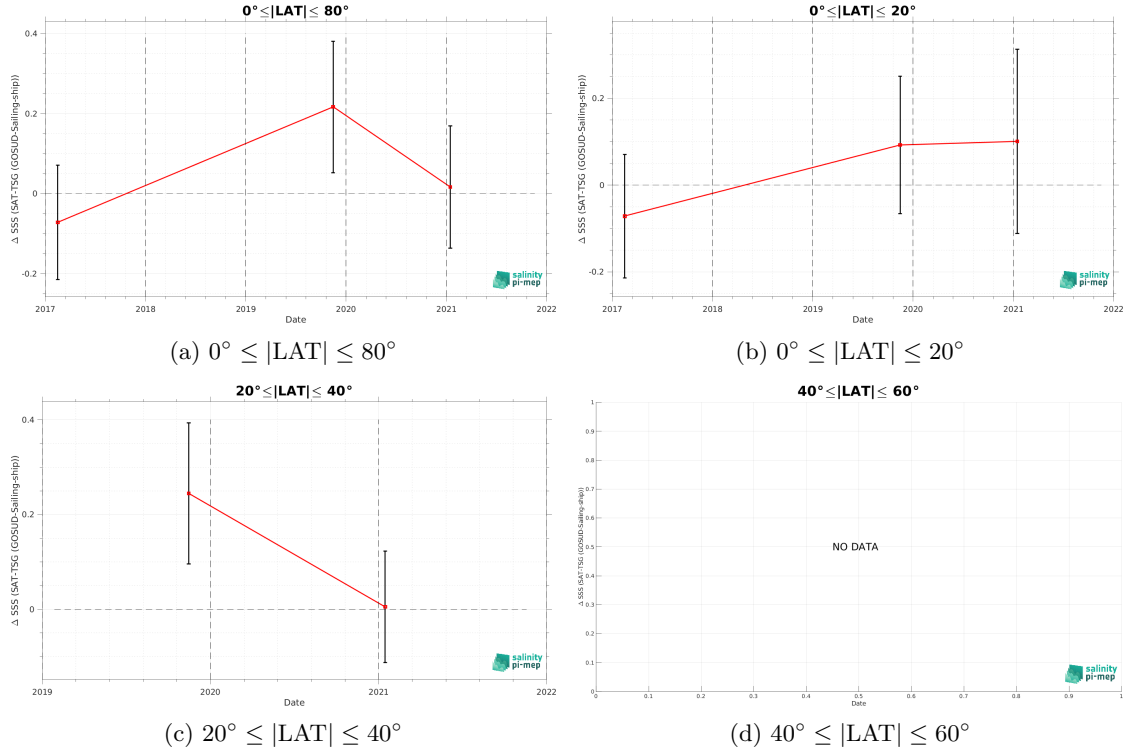 0°≤|LAT|≤ 80°
0.4
0.2
0
-0.2
Δ SSS (SAT-TSG (GOSUD-Sailing-ship))
2017
2018
2019
2020
2021
2022
Date
salinity
pi-mep
(a) 0° ≤ |LAT| ≤ 80°
0°≤|LAT|≤ 20°
0.2
0
-0.2
Δ SSS (SAT-TSG (GOSUD-Sailing-ship))
2017
2018
2019
2020
2021
2022
Date
salinity
pi-mep
(b) 0° ≤ |LAT| ≤ 20°
20°≤|LAT|≤ 40°
0.4
0.2
0
Δ SSS (SAT-TSG (GOSUD-Sailing-ship))
2019
2020
2021
2022
Date
salinity
pi-mep
(c) 20° ≤ |LAT| ≤ 40°
40°≤|LAT|≤ 60°
1
0.9
0.8
0.7
0.6
0.5
0.4
0.3
0.2
0.1
0
Δ SSS (SAT-TSG (GOSUD-Sailing-ship))
NO DATA
0
0.1
0.2
0.3
0.4
0.5
0.6
0.7
0.8
0.9
1
Date
salinity
pi-mep
(d) 40° ≤ |LAT| ≤ 60°